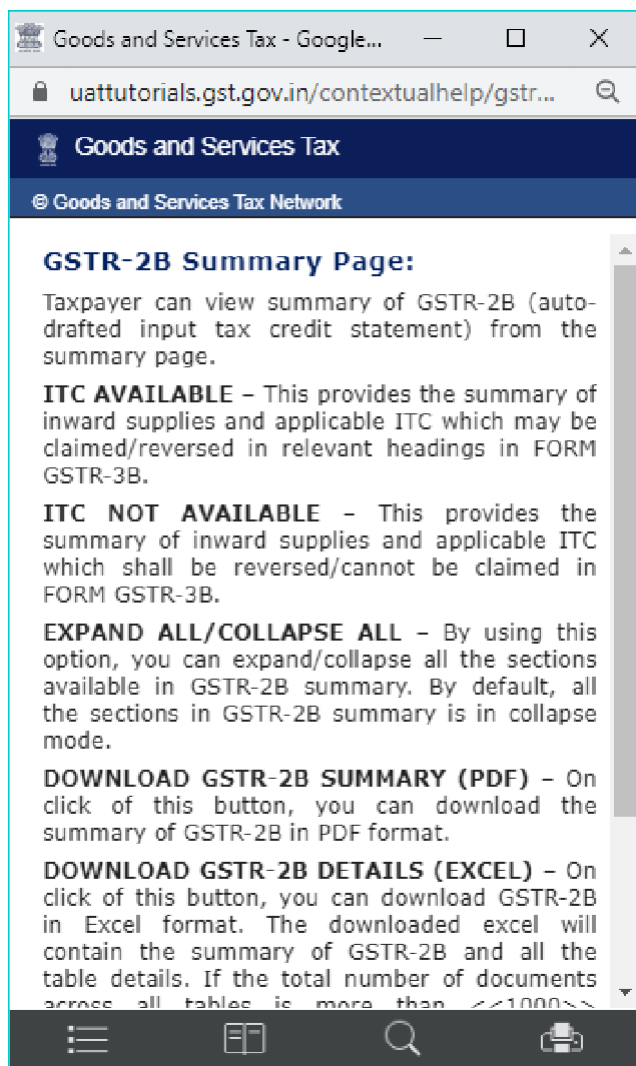 Goods and Services Tax - Google...
uattutorials.gst.gov.in/contextualhelp/gstr...
Goods and Services Tax
© Goods and Services Tax Network
GSTR-2B Summary Page:
Taxpayer can view summary of GSTR-2B (auto-
drafted input tax credit statement) from the
summary page.
ITC AVAILABLE – This provides the summary of
inward supplies and applicable ITC which may be
claimed/reversed in relevant headings in FORM
GSTR-3B.
ITC NOT AVAILABLE – This provides the
summary of inward supplies and applicable ITC
which shall be reversed/cannot be claimed in
FORM GSTR-3B.
EXPAND ALL/COLLAPSE ALL – By using this
option, you can expand/collapse all the sections
available in GSTR-2B summary. By default, all
the sections in GSTR-2B summary is in collapse
mode.
DOWNLOAD GSTR-2B SUMMARY (PDF) – On
click of this button, you can download the
summary of GSTR-2B in PDF format.
DOWNLOAD GSTR-2B DETAILS (EXCEL) – On
click of this button, you can download GSTR-2B
in Excel format. The downloaded excel will
contain the summary of GSTR-2B and all the
table details. If the total number of documents
across all tables is more than <<1000>>